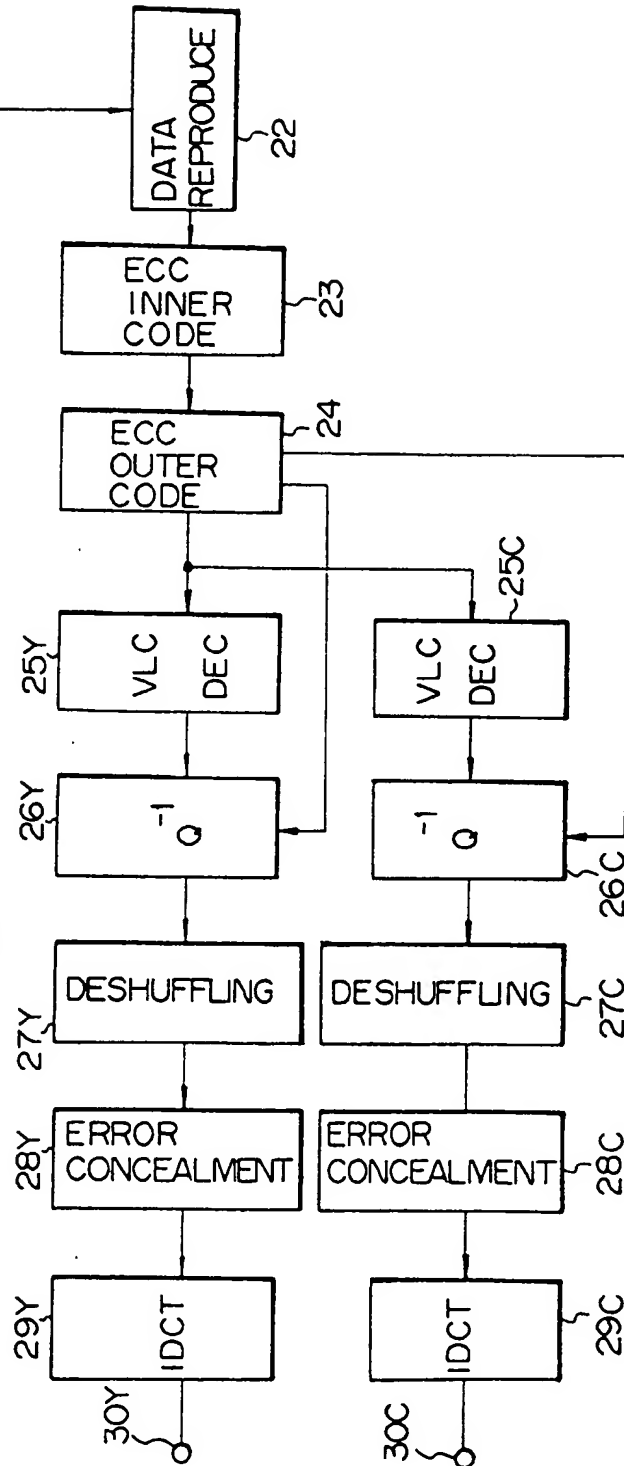 DATA
REPRODUCE
22
ECC
INNER
CODE
23
ECC
OUTER
CODE
24
25Y
VLC
DEC
25C
VLC
DEC
26Y
Q-1
26C
Q-1
27Y
DESHUFFLING
27C
DESHUFFLING
28Y
ERROR
CONCEALMENT
28C
ERROR
CONCEALMENT
29Y
IDCT
29C
IDCT
30Y
30C